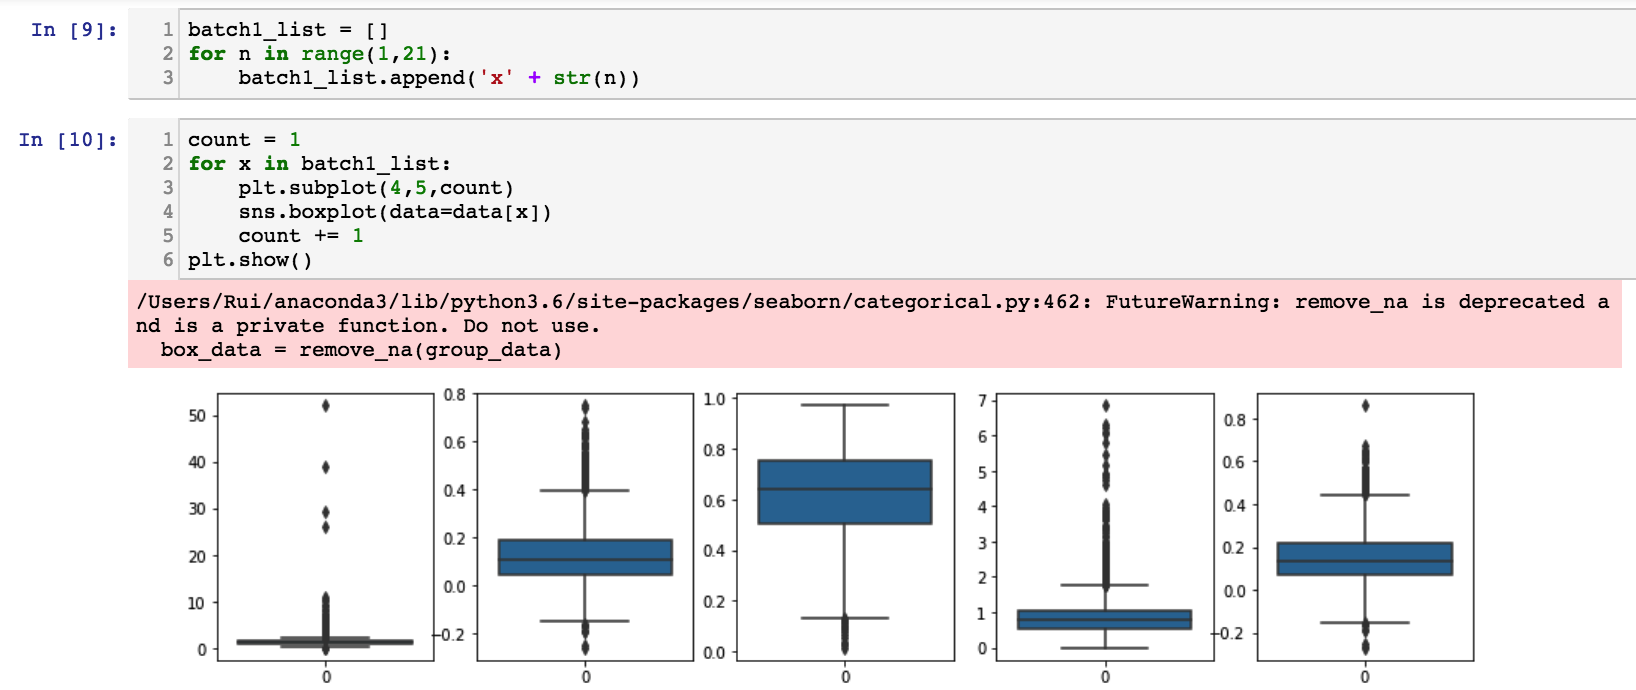 In [9]:
1 batch1_list = []
2 for n in range(1,21):
3     batch1_list.append('x' + str(n))
In [10]:
1 count = 1
2 for x in batch1_list:
3     plt.subplot(4,5,count)
4     sns.boxplot(data=data[x])
5     count += 1
6 plt.show()
/Users/Rui/anaconda3/lib/python3.6/site-packages/seaborn/categorical.py:462: FutureWarning: remove_na is deprecated a
nd is a private function. Do not use.
  box_data = remove_na(group_data)
50
40
30
20
10
0
0
0.8
0.6
0.4
0.2
0.0
−0.2
0
1.0
0.8
0.6
0.4
0.2
0.0
0
7
6
5
4
3
2
1
0
0
0.8
0.6
0.4
0.2
0.0
−0.2
0